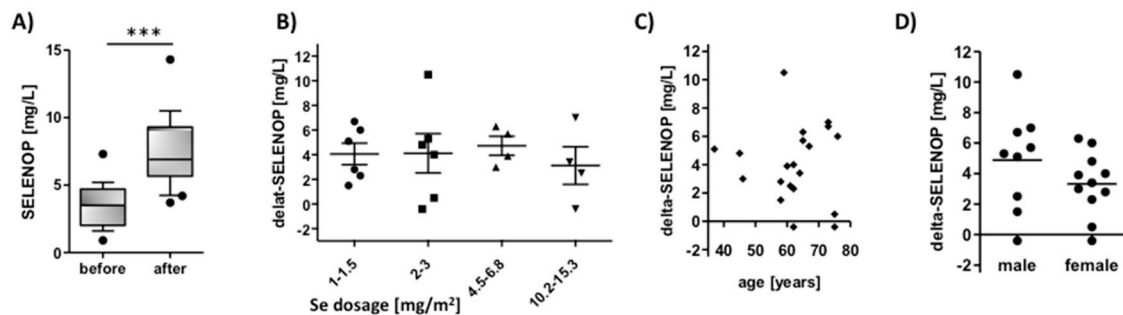 A)
***
SELENOP [mg/L]
15
10
5
0
before after
B)
delat-SELENOP [mg/L]
12
10
8
6
4
2
0
-2
1-1.5 2-3 4.5-6.8 10.2-15.3
Se dosage [mg/m²]
C)
delta-SELENOP [mg/L]
12
10
8
6
4
2
0
-2
40 50 60 70 80
age [years]
D)
delta-SELENOP [mg/L]
12
10
8
6
4
2
0
-2
male female